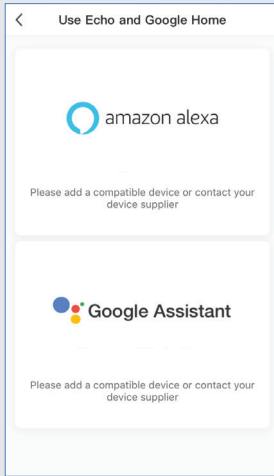 Use Echo and Google Home
amazon alexa
Please add a compatible device or contact your
device supplier
Google Assistant
Please add a compatible device or contact your
device supplier